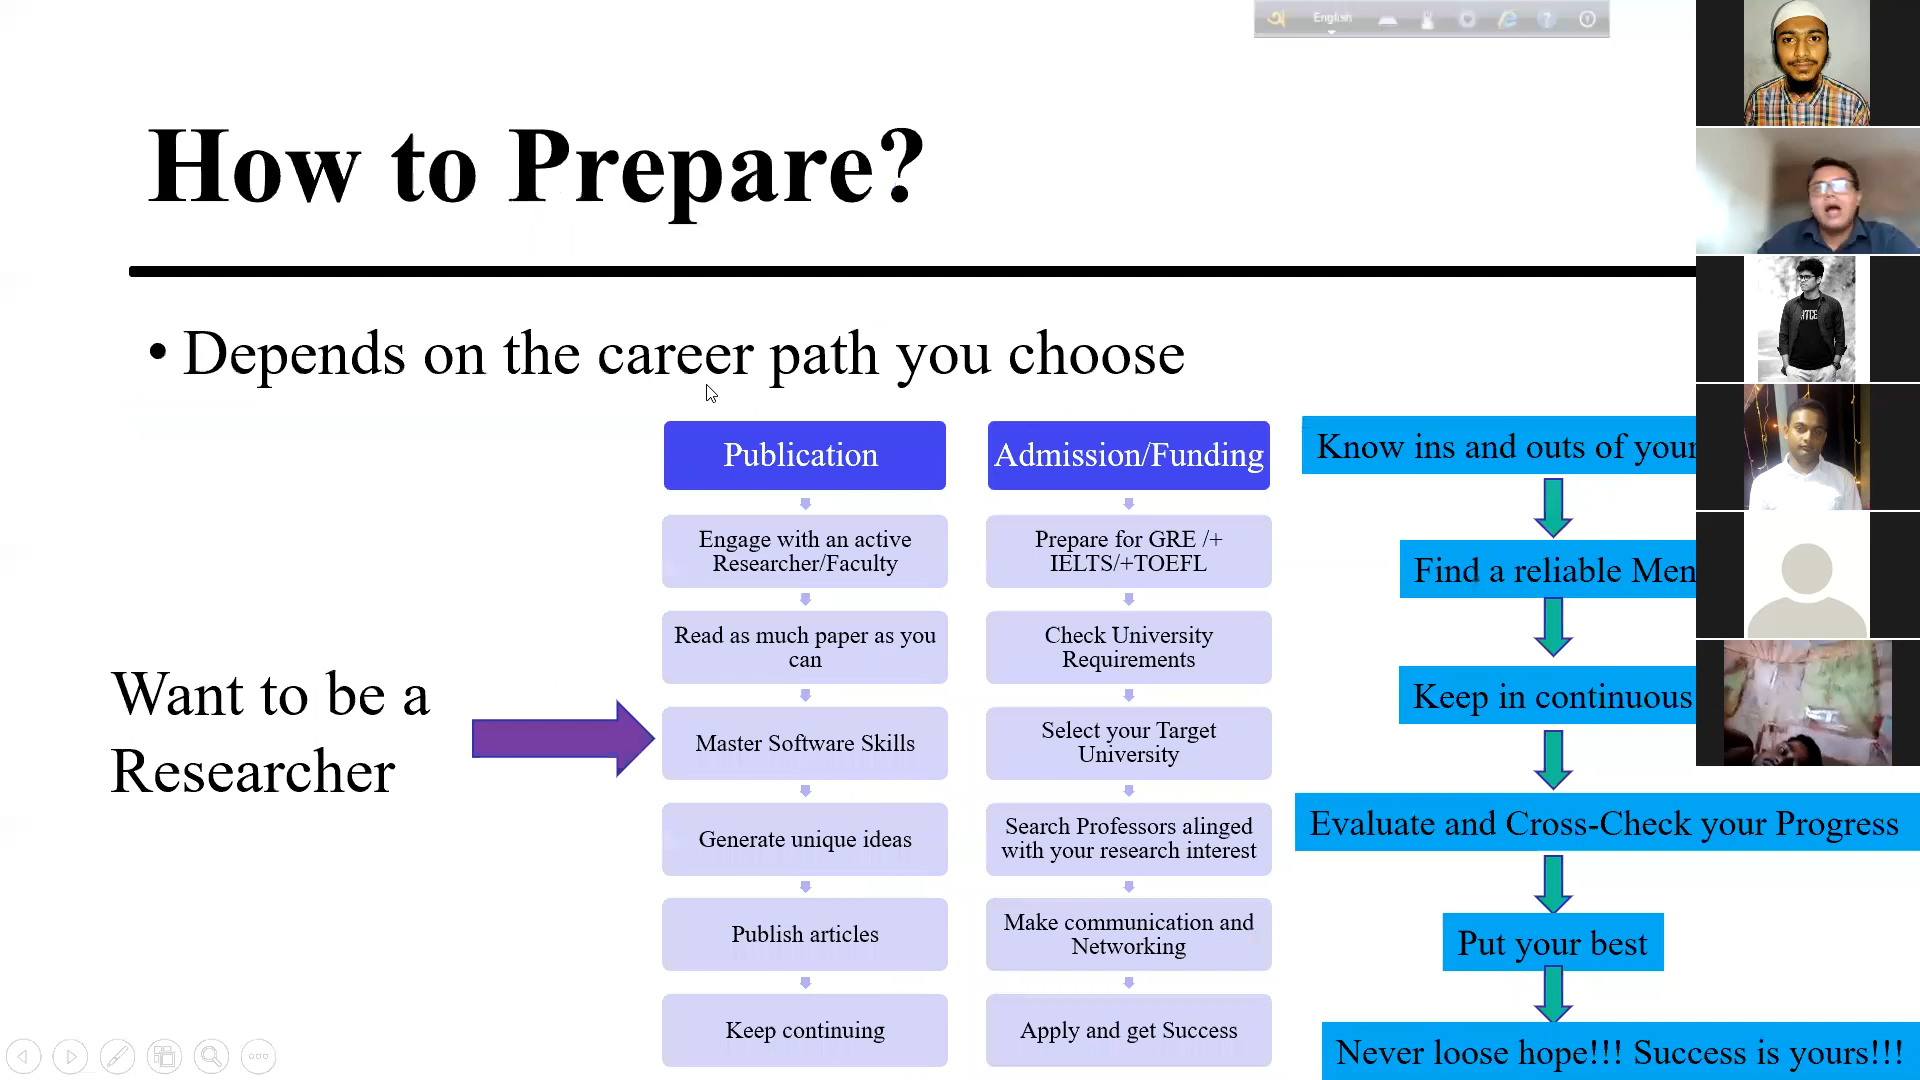 অ
English
How to Prepare?
• Depends on the career path you choose
Want to be a
Researcher
Publication
Engage with an active
Researcher/Faculty
Read as much paper as you
can
Master Software Skills
Generate unique ideas
Publish articles
Keep continuing
Admission/Funding
Prepare for GRE /+
IELTS/+TOEFL
Check University
Requirements
Select your Target
University
Search Professors alinged
with your research interest
Make communication and
Networking
Apply and get Success
Know ins and outs of your
Find a reliable Men
Keep in continuous
Evaluate and Cross-Check your Progress
Put your best
Never loose hope!!! Success is yours!!!